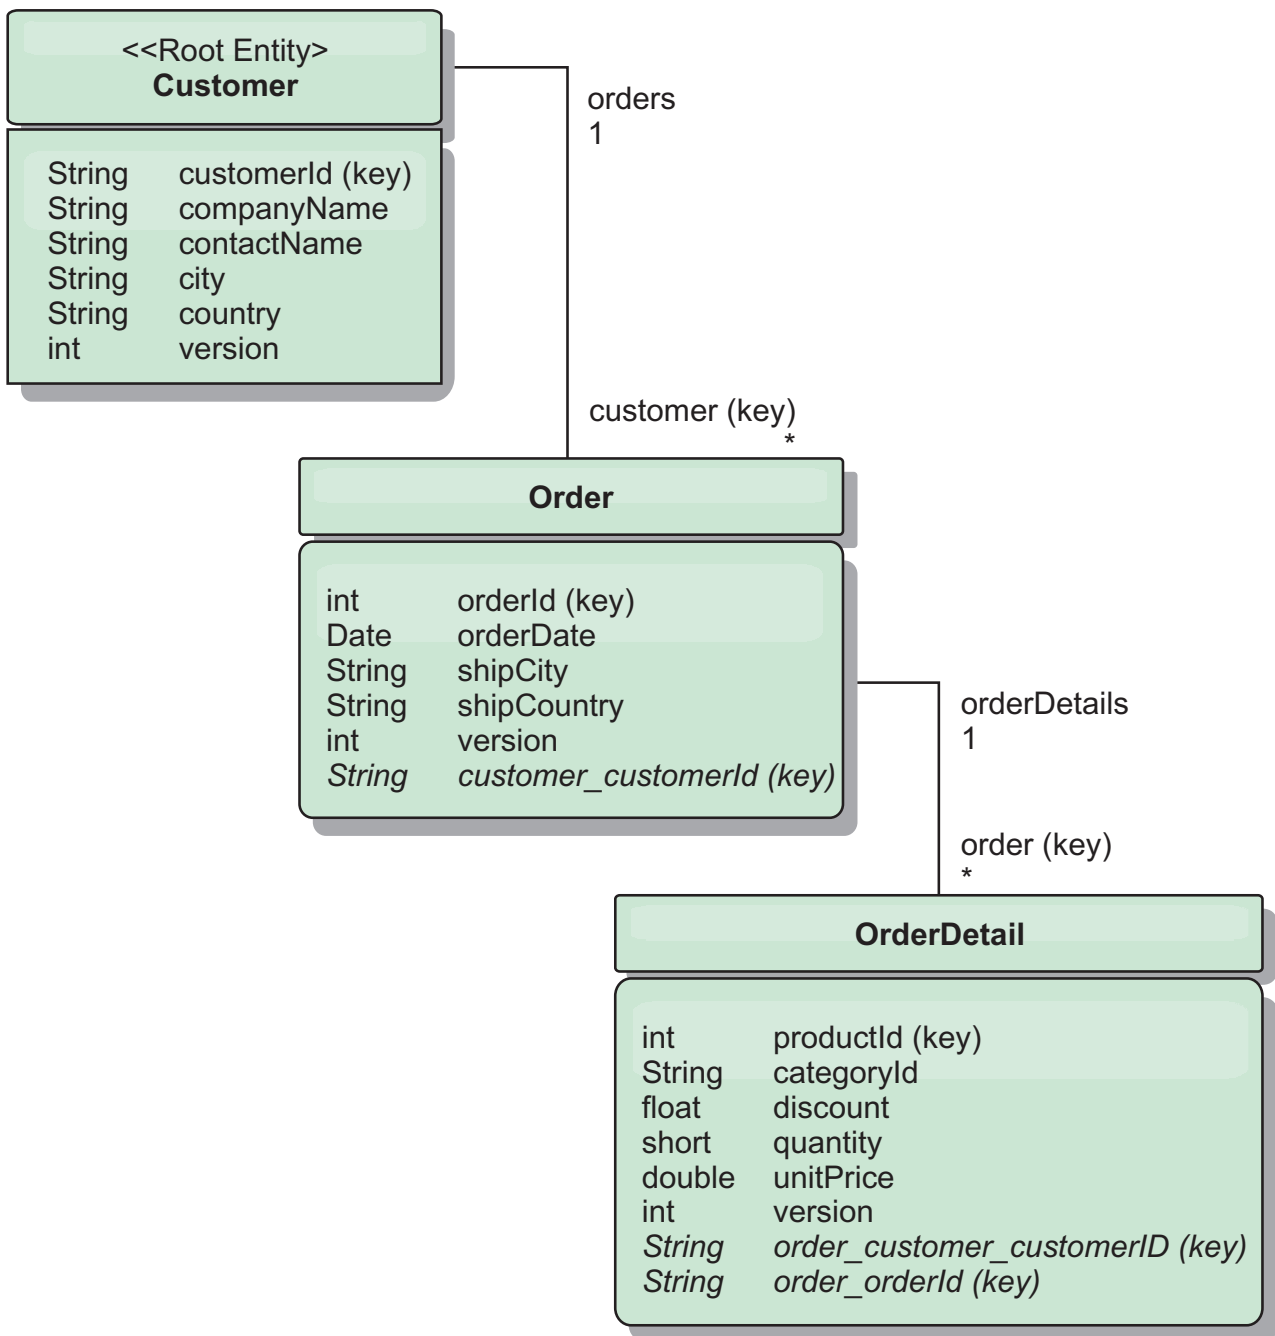 <<Root Entity>
Customer
String customerId (key)
String companyName
String contactName
String city
String country
int version
orders
1
customer (key)
*
Order
int orderId (key)
Date orderDate
String shipCity
String shipCountry
int version
String customer_customerId (key)
orderDetails
1
order (key)
*
OrderDetail
int productId (key)
String categoryId
float discount
short quantity
double unitPrice
int version
String order_customer_customerID (key)
String order_orderId (key)